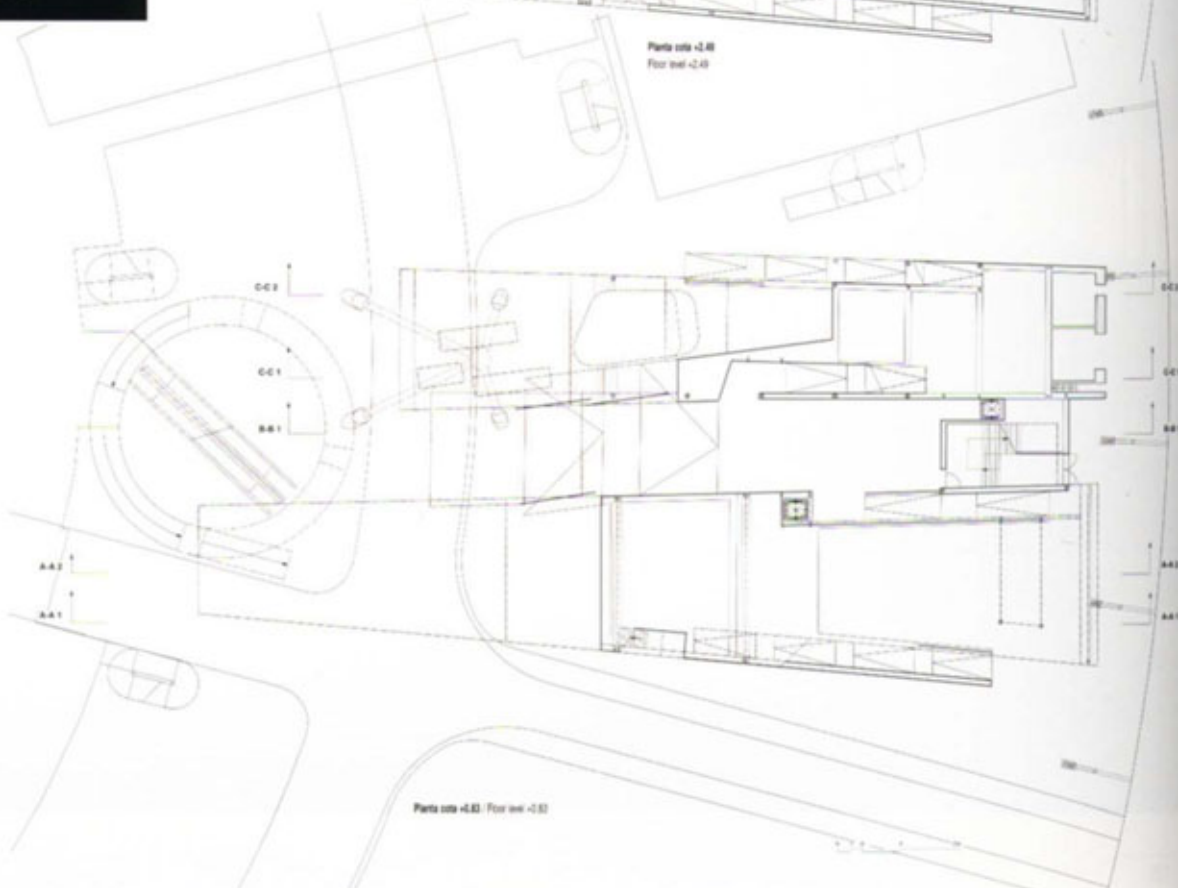 Planta cota +2.49
Floor level +2.49
C-C 2
C-C 1
B-B 1
A-A 2
A-A 1
Planta cota +0.83 / Floor level +0.83